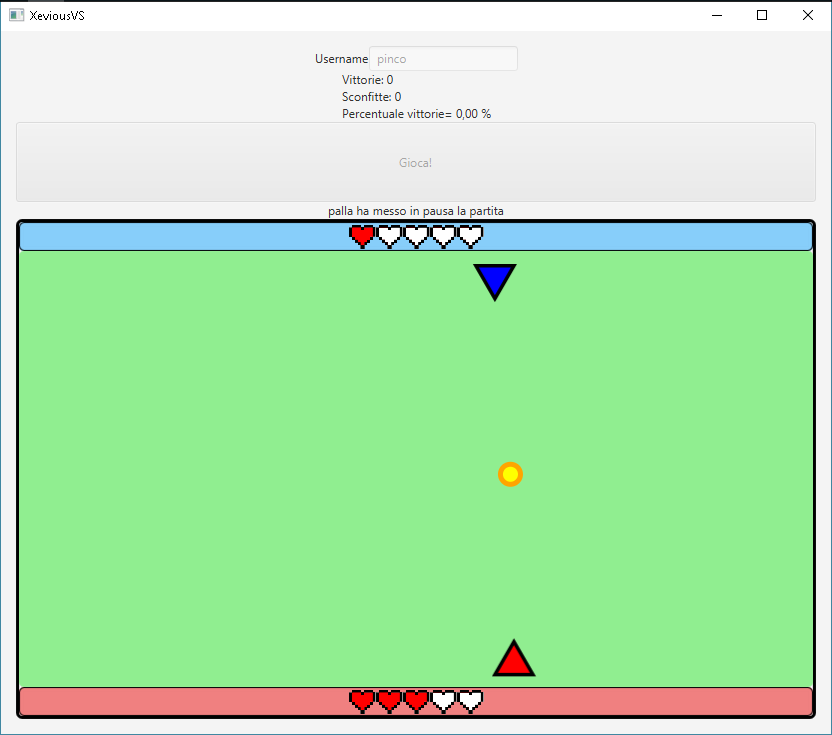 XeviousVS
Username pinco
Vittorie: 0
Sconfitte: 0
Percentuale vittorie= 0,00 %
Gioca!
palla ha messo in pausa la partita